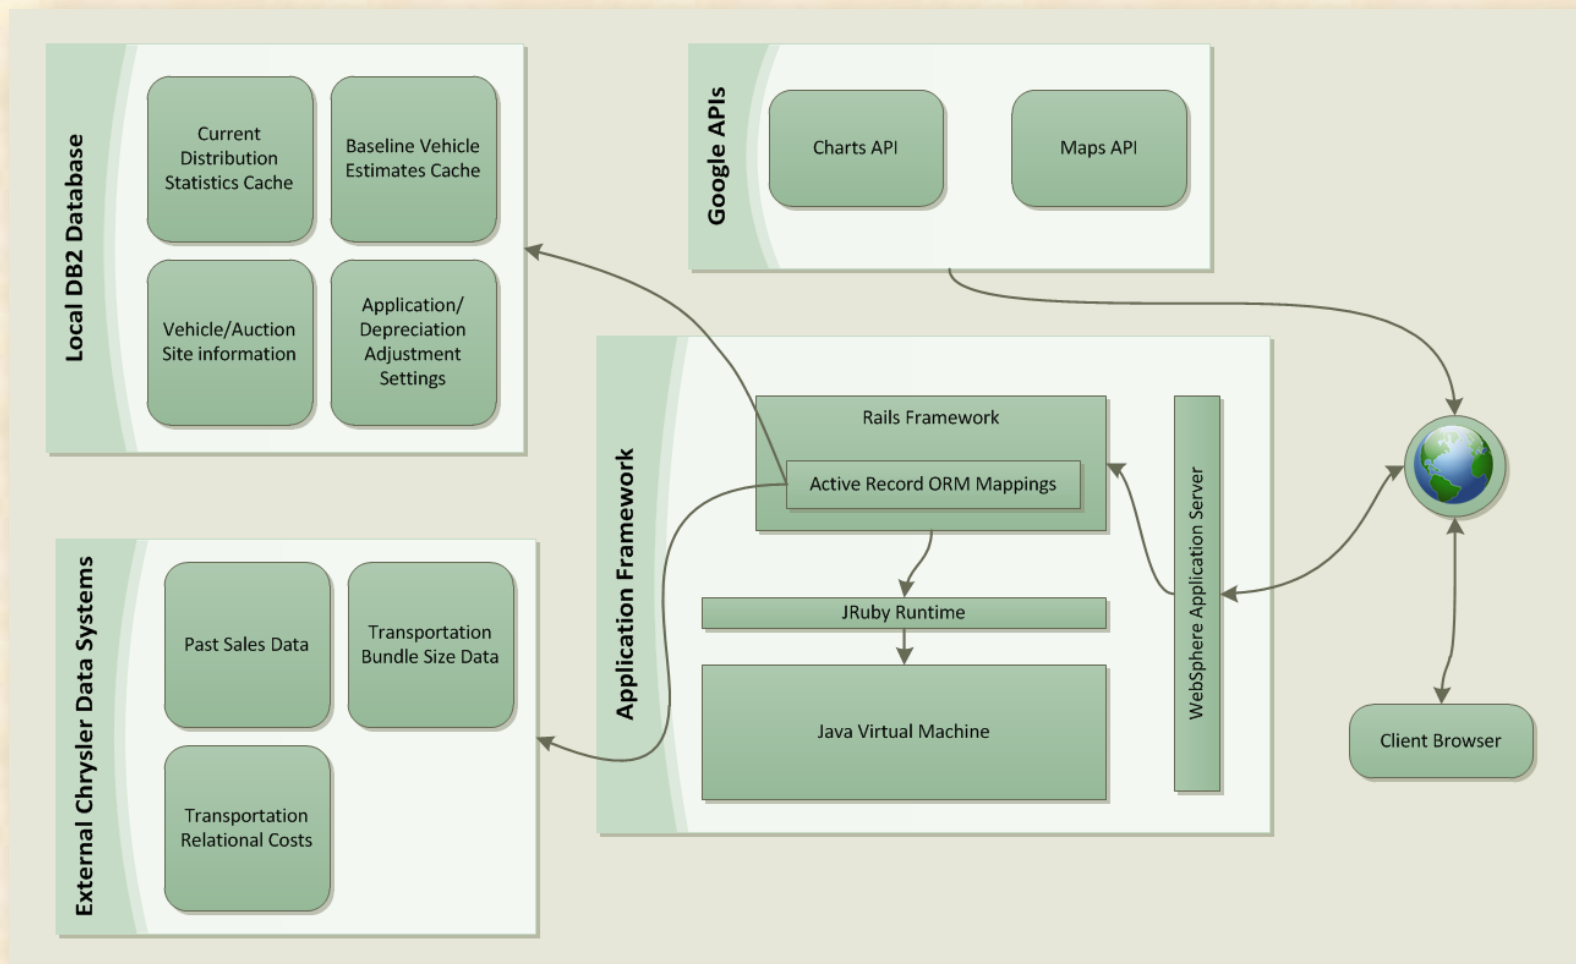 Local DB2 Database
Current
Distribution
Statistics Cache
Baseline Vehicle
Estimates Cache
Vehicle/Auction
Site information
Application/
Depreciation
Adjustment
Settings
Google APIs
Charts API
Maps API
External Chrysler Data Systems
Past Sales Data
Transportation
Bundle Size Data
Transportation
Relational Costs
Application Framework
Rails Framework
Active Record ORM Mappings
JRuby Runtime
Java Virtual Machine
WebSphere Application Server
Client Browser